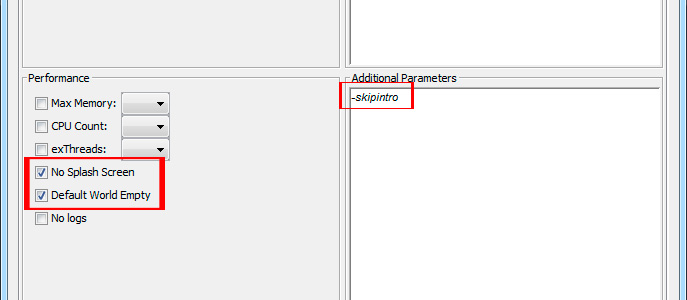 Performance
Max Memory:
CPU Count:
exThreads:
No Splash Screen
Default World Empty
No logs
Additional Parameters
-skipintro